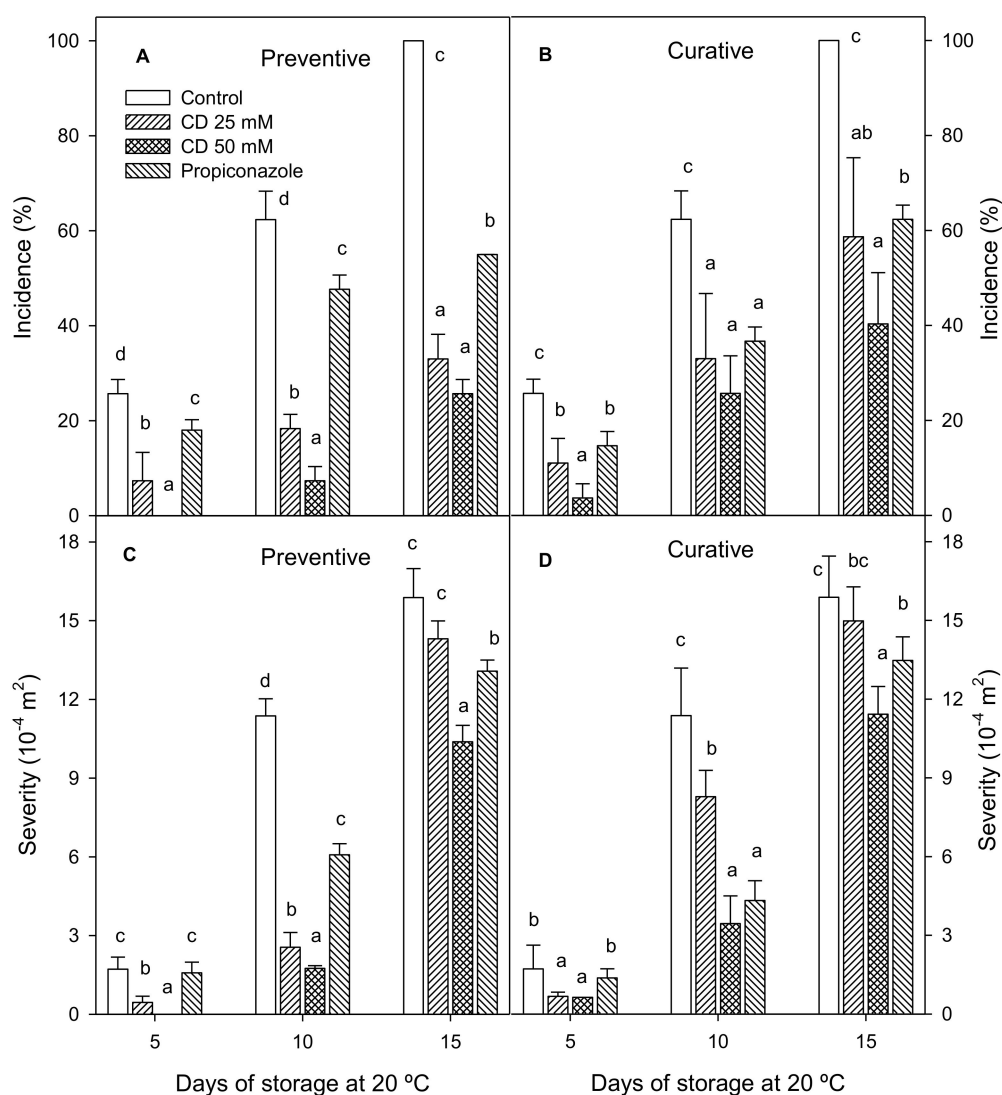 A
Preventive
Control
CD 25 mM
CD 50 mM
Propiconazole
100
80
60
40
20
0
Incidence (%)
d
b
a
c
d
b
a
c
c
a
a
b
B
Curative
100
80
60
40
20
0
Incidence (%)
c
b
a
b
c
a
a
a
c
ab
a
b
C
Preventive
18
15
12
9
6
3
0
Severity (10⁻⁴ m²)
c
b
a
c
d
b
a
c
c
c
a
b
5
10
15
Days of storage at 20 ºC
D
Curative
18
15
12
9
6
3
0
Severity (10⁻⁴ m²)
b
a
a
b
c
b
a
a
c
bc
a
b
5
10
15
Days of storage at 20 ºC